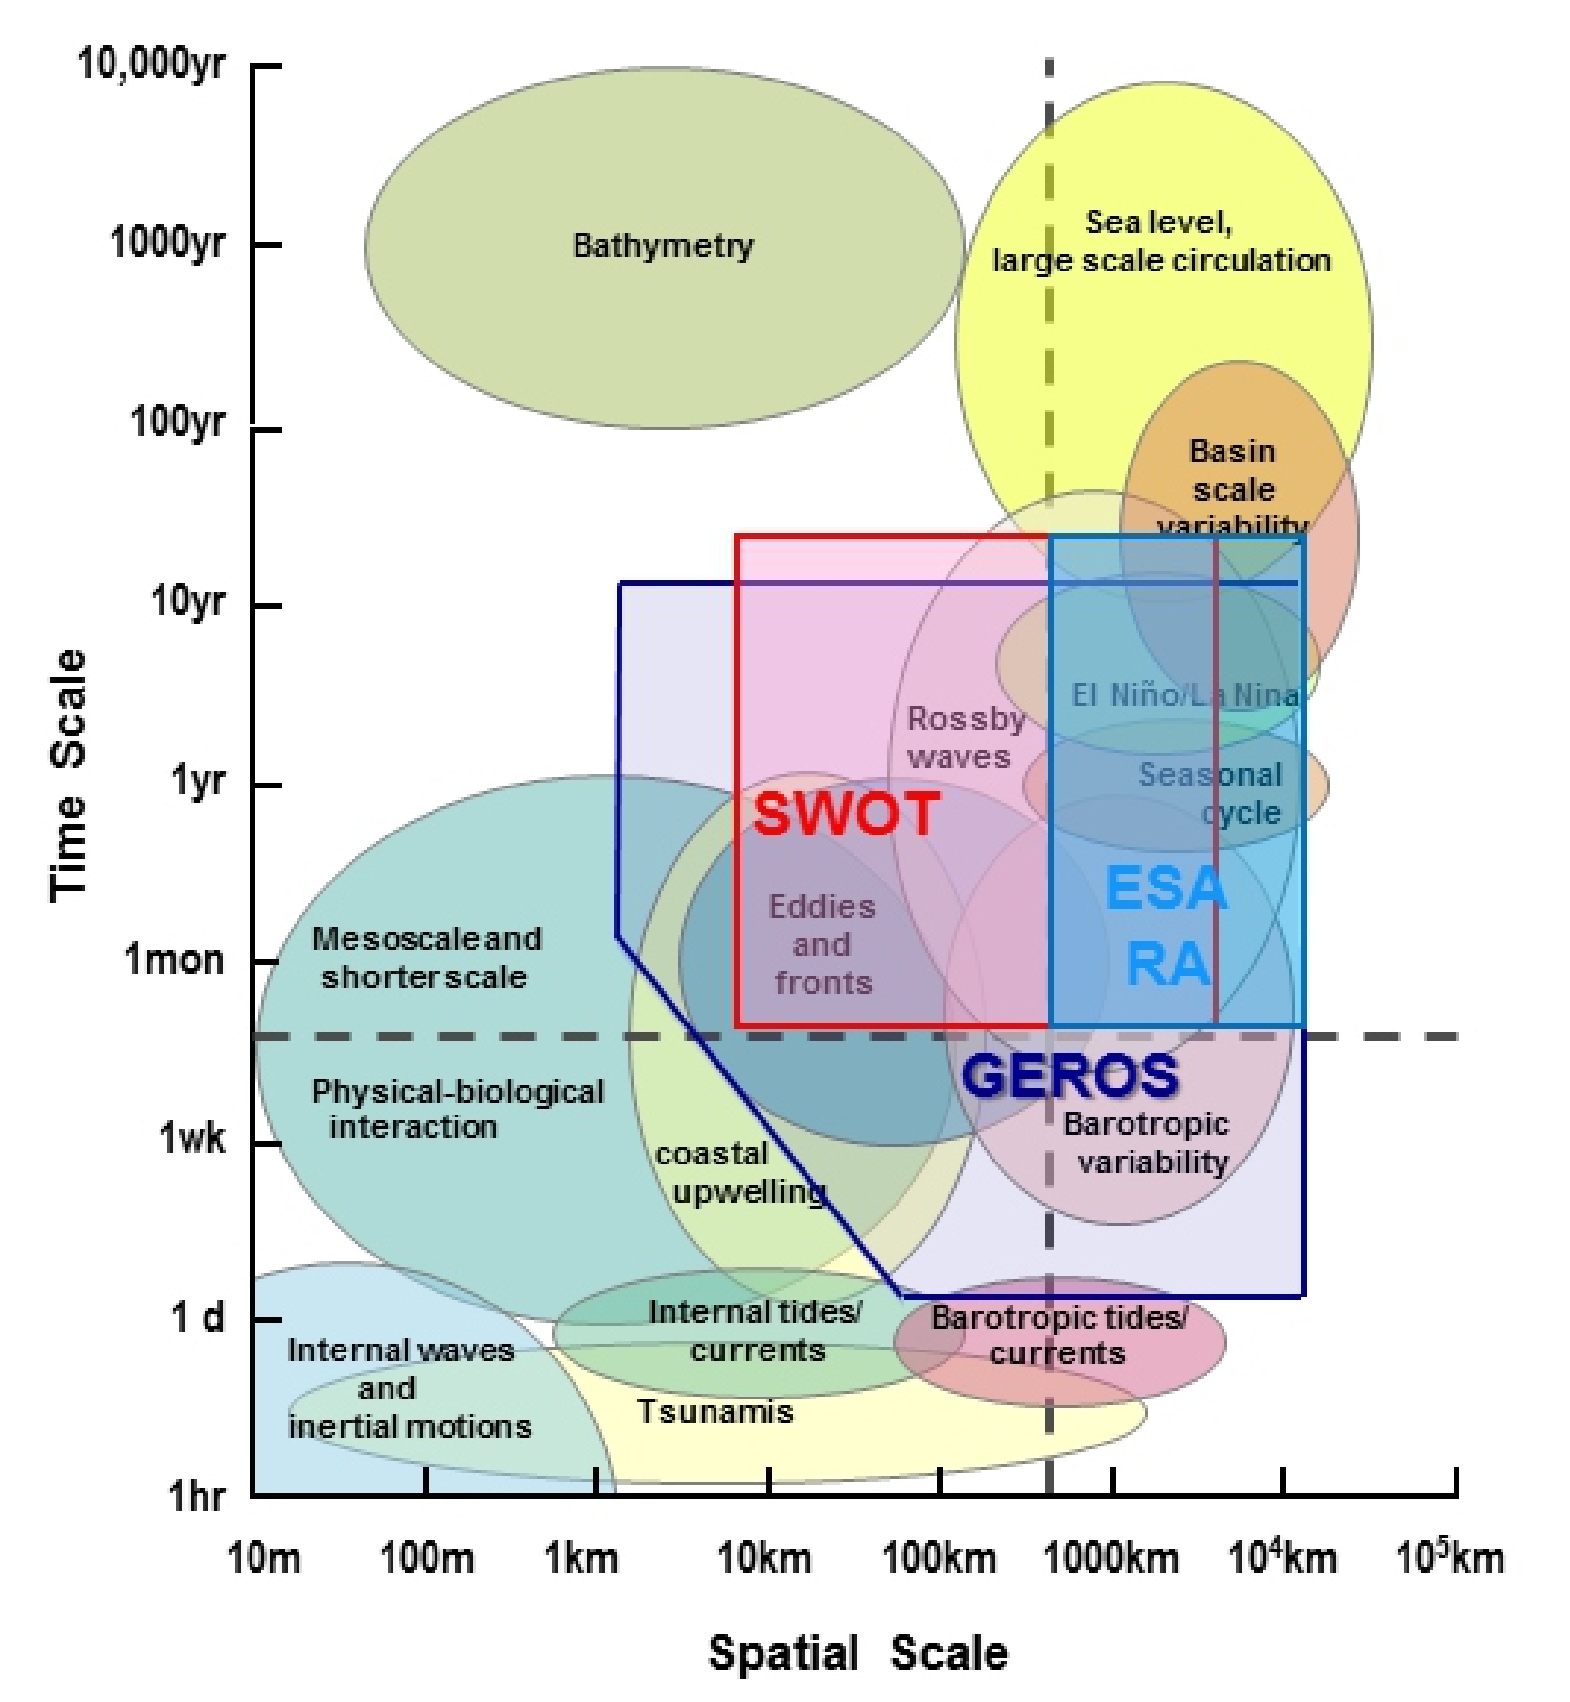 10,000yr
1000yr
100yr
10yr
1yr
1mon
1wk
1 d
1hr
Time Scale
Bathymetry
Sea level,
large scale circulation
Basin
scale
variability
El Niño/La Nina
Rossby
waves
Seasonal
cycle
SWOT
ESA
RA
Eddies
and
fronts
Mesoscale and
shorter scale
GEROS
Physical-biological
interaction
Barotropic
variability
coastal
upwelling
Internal tides/
currents
Barotropic tides/
currents
Internal waves
and
inertial motions
Tsunamis
10m
100m
1km
10km
100km
1000km
10⁴km
10⁵km
Spatial Scale